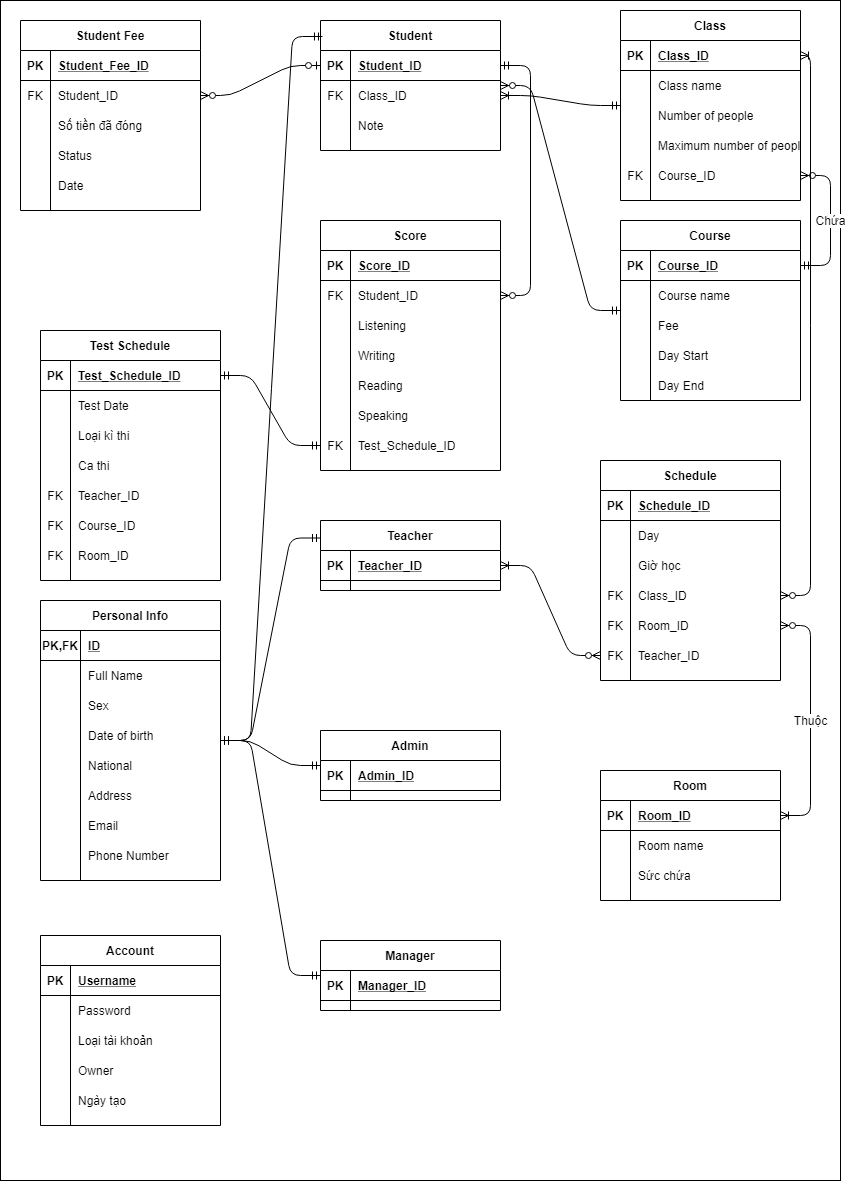 Student Fee
PK Student_Fee_ID
FK Student_ID
Số tiền đã đóng
Status
Date
Student
PK Student_ID
FK Class_ID
Note
Class
PK Class_ID
Class name
Number of people
Maximum number of peopl
FK Course_ID
Chứa
Score
PK Score_ID
FK Student_ID
Listening
Writing
Reading
Speaking
FK Test_Schedule_ID
Course
PK Course_ID
Course name
Fee
Day Start
Day End
Test Schedule
PK Test_Schedule_ID
Test Date
Loại kì thi
Ca thi
FK Teacher_ID
FK Course_ID
FK Room_ID
Schedule
PK Schedule_ID
Day
Giờ học
FK Class_ID
FK Room_ID
FK Teacher_ID
Teacher
PK Teacher_ID
Personal Info
PK,FK ID
Full Name
Sex
Date of birth
National
Address
Email
Phone Number
Thuộc
Admin
PK Admin_ID
Room
PK Room_ID
Room name
Sức chứa
Account
PK Username
Password
Loại tài khoản
Owner
Ngày tạo
Manager
PK Manager_ID